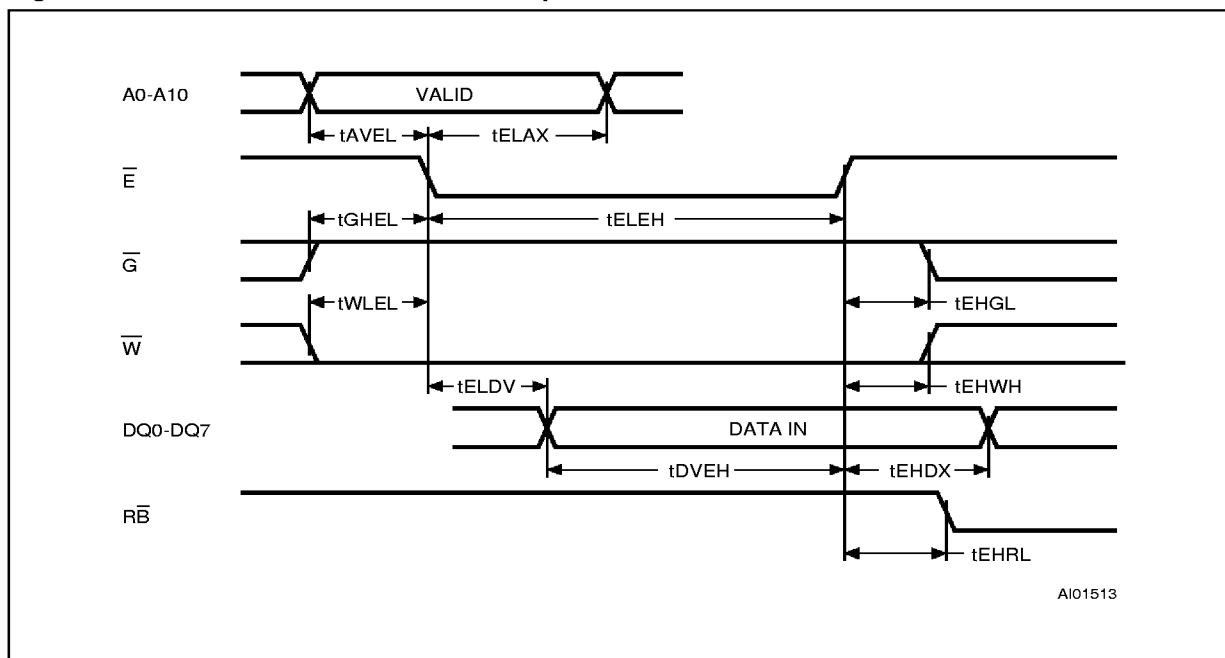 A0-A10
VALID
tAVEL
tELAX
E̅
tGHEL
tELEH
G̅
tWLEL
tEHGL
W̅
tELDV
tEHWH
DQ0-DQ7
DATA IN
tDVEH
tEHDX
RB̅
tEHRL
AI01513